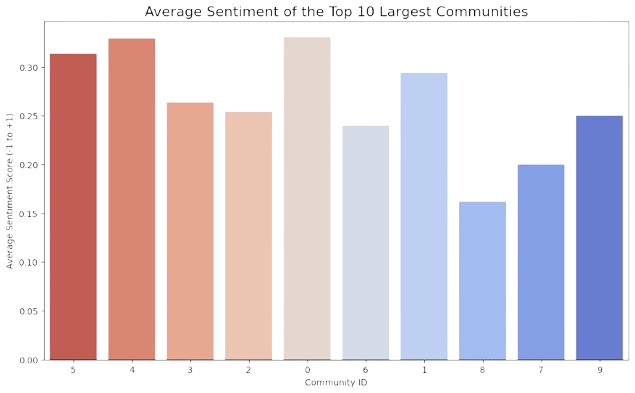 Average Sentiment of the Top 10 Largest Communities
Average Sentiment Score (-1 to +1)
0.30
0.25
0.20
0.15
0.10
0.05
0.00
5 4 3 2 0 6 1 8 7 9
Community ID